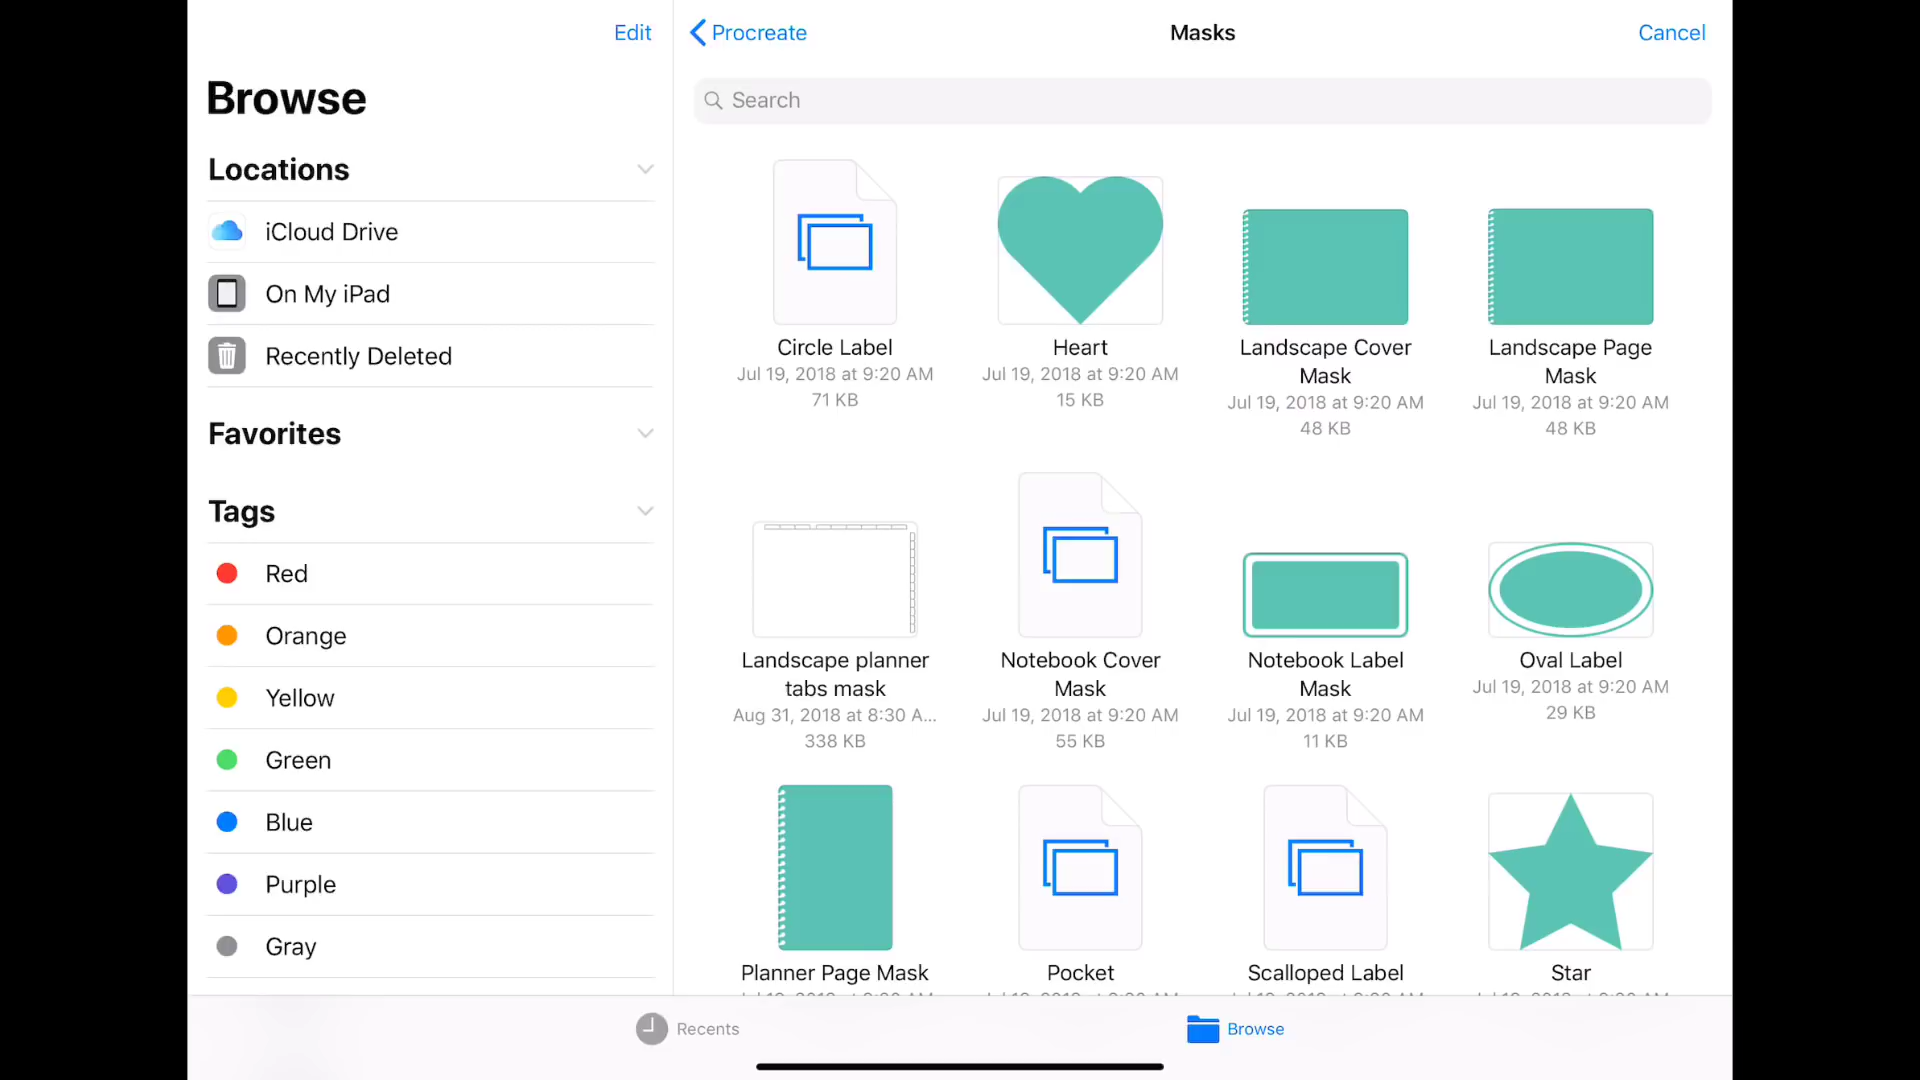 Edit
Browse
Locations
iCloud Drive
On My iPad
Recently Deleted
Favorites
Tags
Red
Orange
Yellow
Green
Blue
Purple
Gray
Procreate
Masks
Cancel
Search
Circle Label
Jul 19, 2018 at 9:20 AM
71 KB
Heart
Jul 19, 2018 at 9:20 AM
15 KB
Landscape Cover
Mask
Jul 19, 2018 at 9:20 AM
48 KB
Landscape Page
Mask
Jul 19, 2018 at 9:20 AM
48 KB
Landscape planner
tabs mask
Aug 31, 2018 at 8:30 A...
338 KB
Notebook Cover
Mask
Jul 19, 2018 at 9:20 AM
55 KB
Notebook Label
Mask
Jul 19, 2018 at 9:20 AM
11 KB
Oval Label
Jul 19, 2018 at 9:20 AM
29 KB
Planner Page Mask
Pocket
Scalloped Label
Star
Recents
Browse